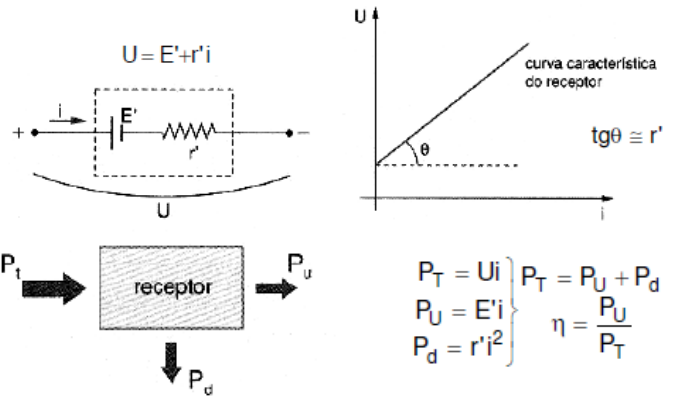 U = E'+r'i
+ i E' r' –
U
U
curva característica
do receptor
θ
tgθ ≅ r'
i
Pt receptor Pu
Pd
PT = Ui
PU = E'i
Pd = r'i²
PT = PU + Pd
η = PU / PT